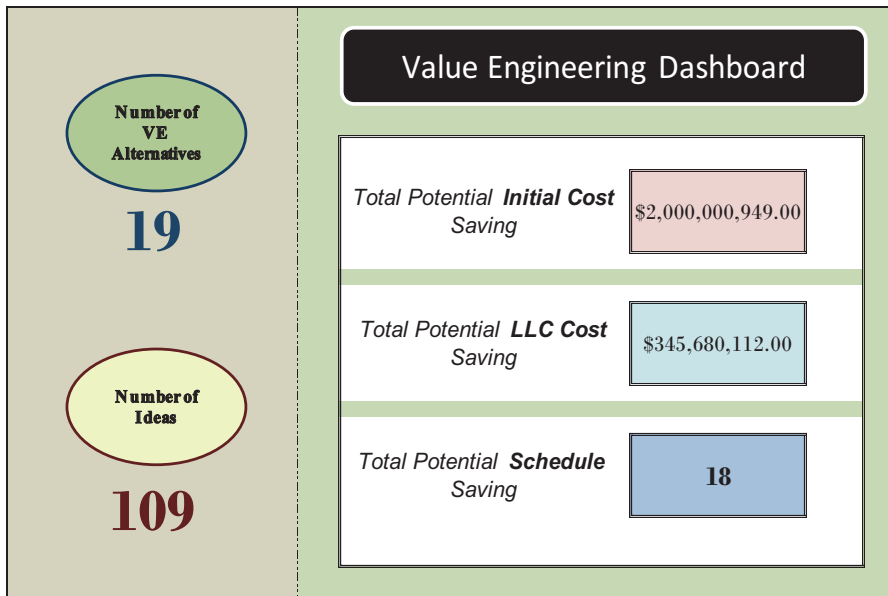 Value Engineering Dashboard
Number of
VE
Alternatives
19
Number of
Ideas
109
Total Potential Initial Cost
Saving
$2,000,000,949.00
Total Potential LLC Cost
Saving
$345,680,112.00
Total Potential Schedule
Saving
18